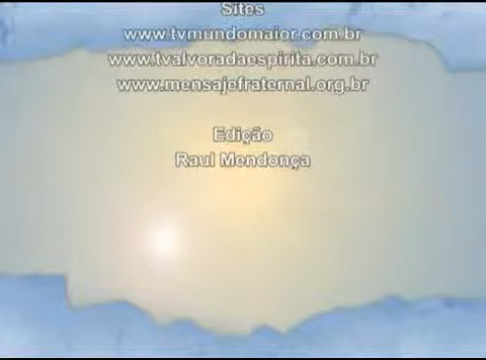 Sites
www.tvmundomaior.com.br
www.tvalvoradaespirita.com.br
www.mensajefraternal.org.br
Edição
Raul Mendonça